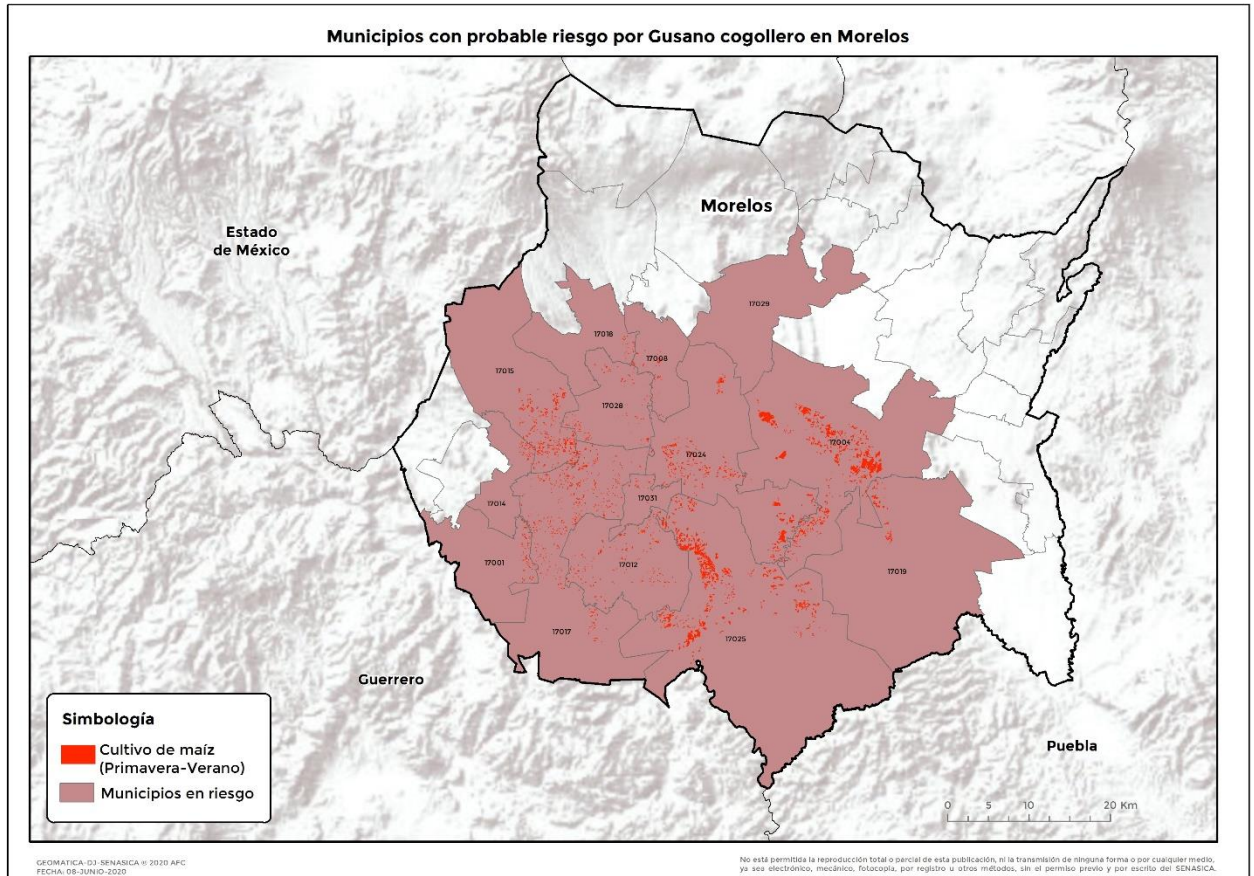 Municipios con probable riesgo por Gusano cogollero en Morelos
Morelos
Estado
de México
17029
17018
17008
17015
17028
17004
17024
17014
17031
17001
17012
17019
17017
17025
Guerrero
Puebla
Simbología
Cultivo de maíz
(Primavera-Verano)
Municipios en riesgo
0 5 10 20 Km
GEOMATICA-DJ-SENASICA © 2020 AFC
FECHA: 08-JUNIO-2020
No está permitida la reproducción total o parcial de esta publicación, ni la transmisión de ninguna forma o por cualquier medio,
ya sea electrónico, mecánico, fotocopia, por registro u otros métodos, sin el permiso previo y por escrito del SENASICA.